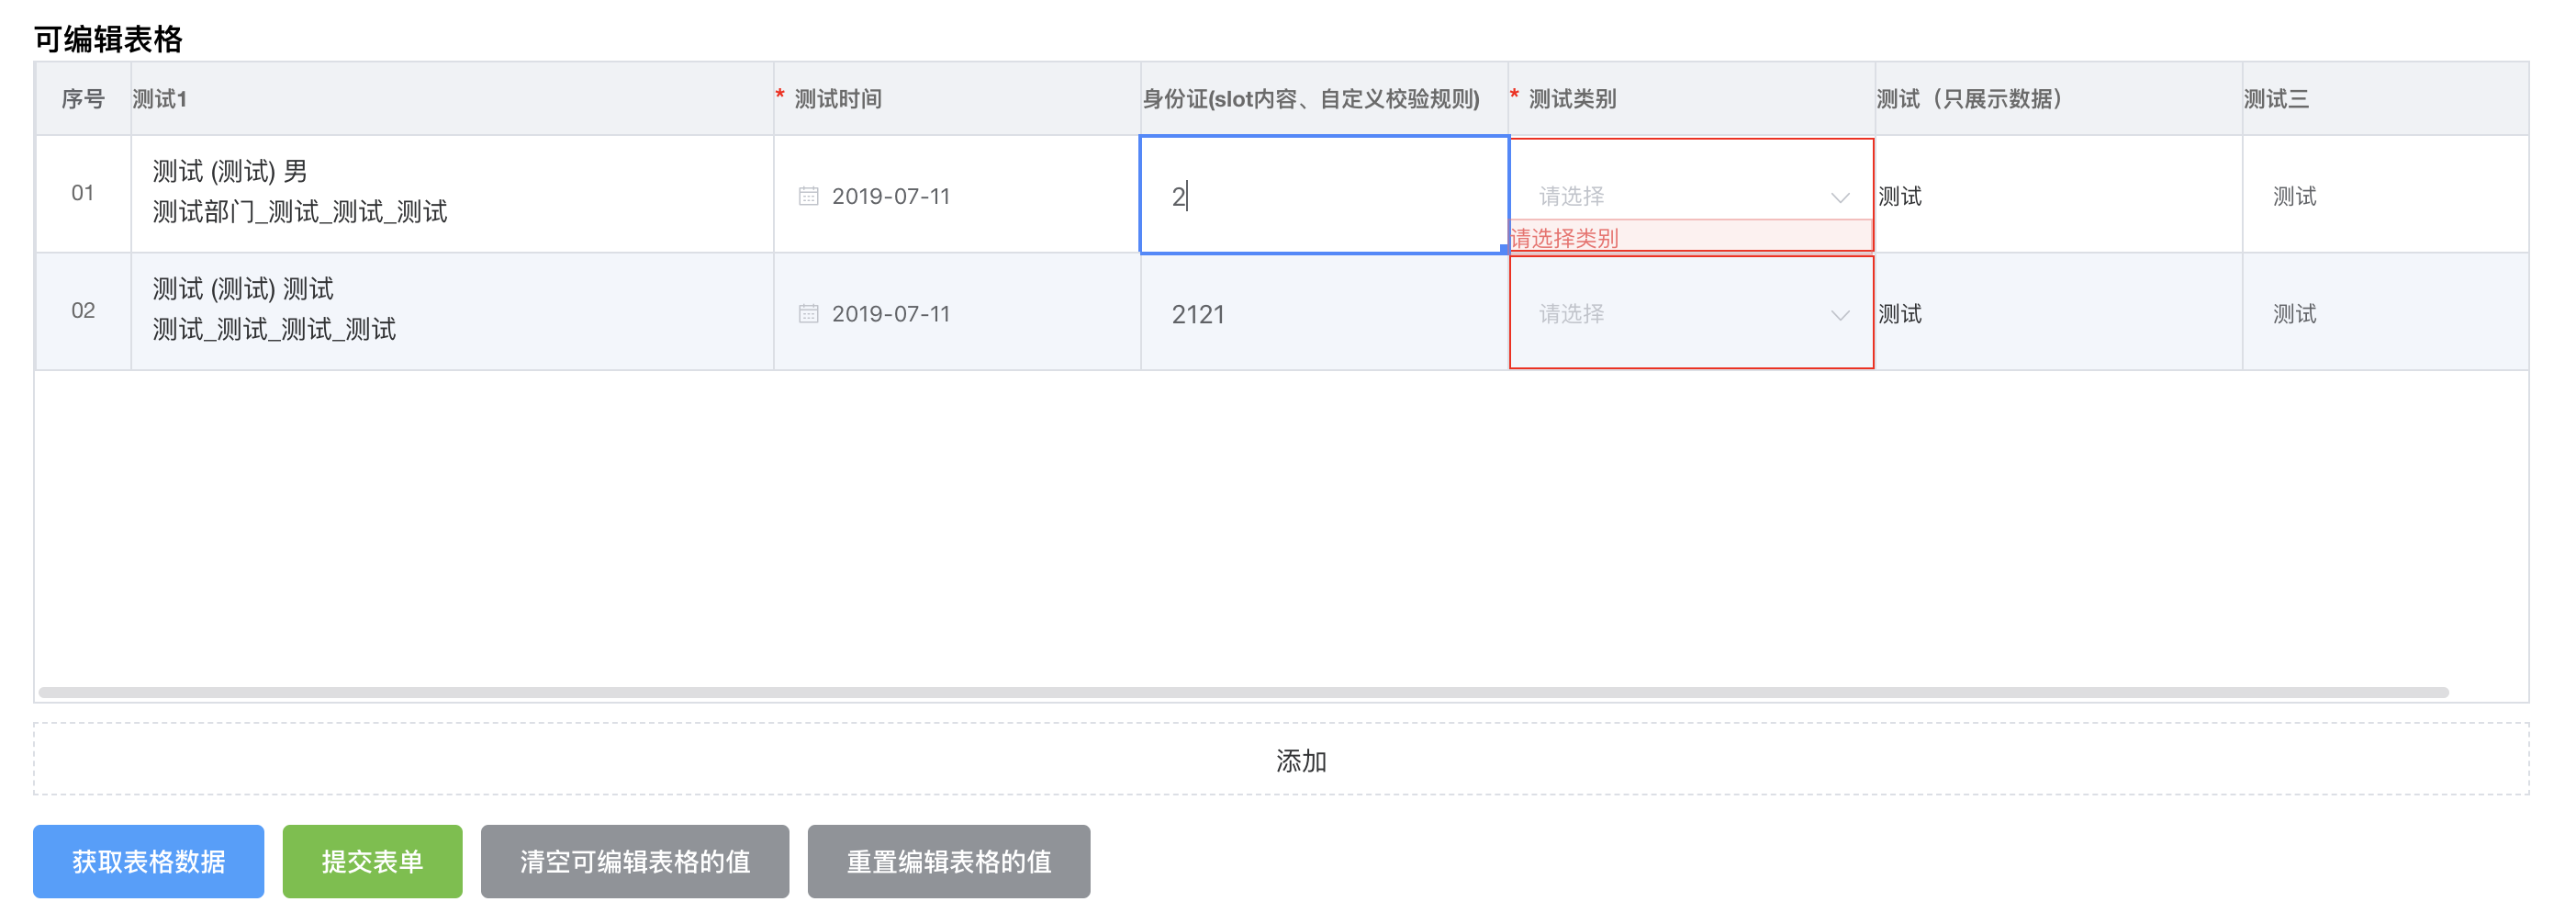 可编辑表格
序号 测试1 * 测试时间 身份证(slot内容、自定义校验规则) * 测试类别 测试（只展示数据） 测试三
01 测试 (测试) 男 2019-07-11 2 请选择 测试 测试
测试部门_测试_测试_测试 请选择类别
02 测试 (测试) 测试 2019-07-11 2121 请选择 测试 测试
测试_测试_测试_测试
添加
获取表格数据 提交表单 清空可编辑表格的值 重置编辑表格的值